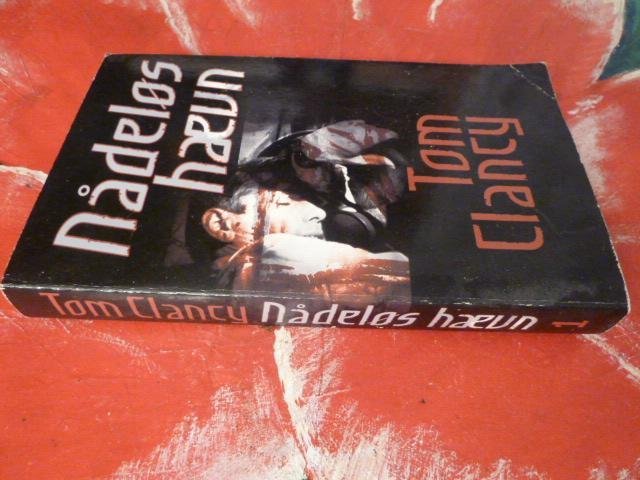 Nådeløs
hævn
Tom
Clancy
Tom Clancy Nådeløs hævn 1